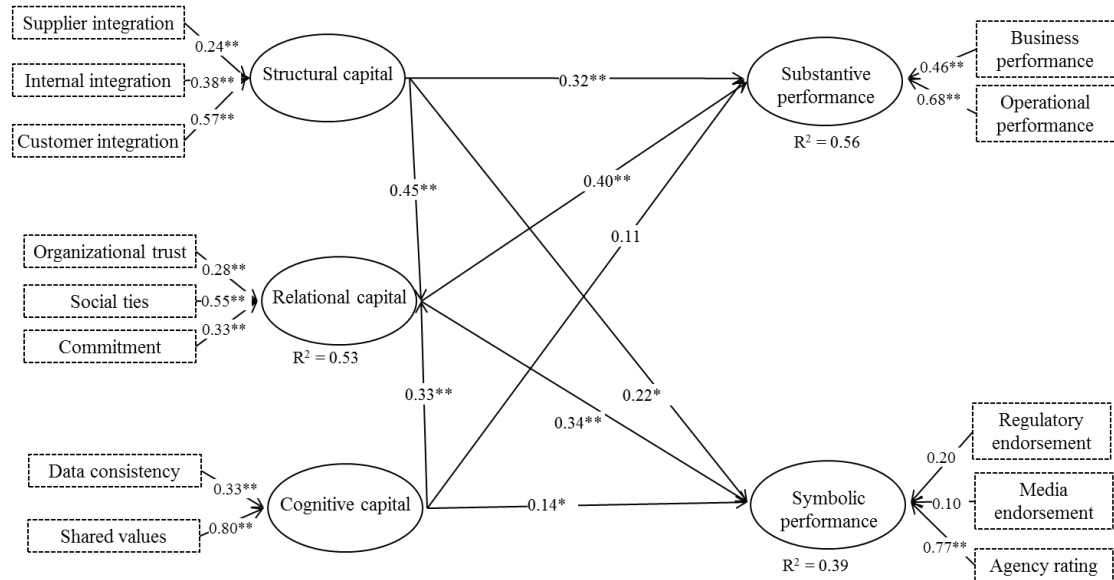 Supplier integration
0.24**
Internal integration
0.38**
Customer integration
0.57**
Structural capital
0.32**
Substantive
performance
R² = 0.56
0.46**
Business
performance
0.68**
Operational
performance
0.45**
0.40**
0.11
Organizational trust
0.28**
Social ties
0.55**
Commitment
0.33**
Relational capital
R² = 0.53
0.33**
0.34**
0.22*
Data consistency
0.33**
Shared values
0.80**
Cognitive capital
0.14*
Symbolic
performance
R² = 0.39
Regulatory
endorsement
0.20
Media
endorsement
0.10
Agency rating
0.77**